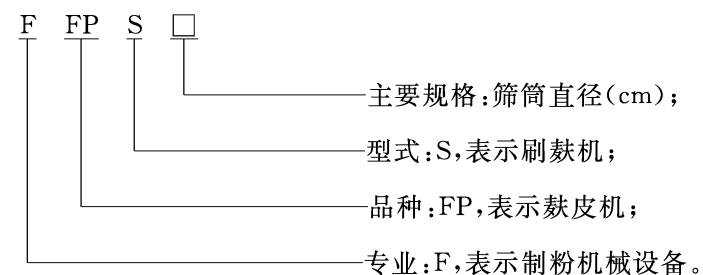 F FP S □
主要规格:筛筒直径(cm);
型式:S,表示刷麸机;
品种:FP,表示麸皮机;
专业:F,表示制粉机械设备。